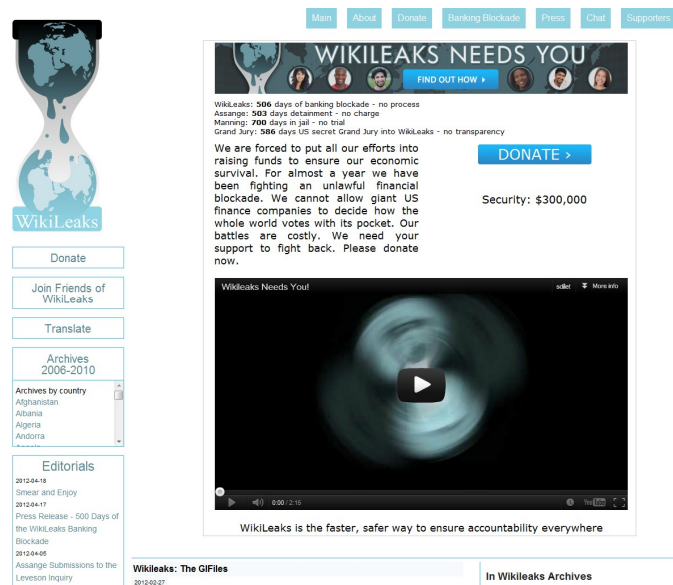 Main About Donate Banking Blockade Press Chat Supporters
WIKILEAKS NEEDS YOU
FIND OUT HOW
WikiLeaks: 506 days of banking blockade - no process
Assange: 503 days detainment - no charge
Manning: 700 days in jail - no trial
Grand Jury: 586 days US secret Grand Jury into WikiLeaks - no transparency
We are forced to put all our efforts into
raising funds to ensure our economic
survival. For almost a year we have
been fighting an unlawful financial
blockade. We cannot allow giant US
finance companies to decide how the
whole world votes with its pocket. Our
battles are costly. We need your
support to fight back. Please donate
now.
DONATE >
Security: $300,000
WikiLeaks
Donate
Join Friends of
WikiLeaks
Translate
Archives
2006-2010
Archives by country
Afghanistan
Albania
Algeria
Andorra
Editorials
2012-04-18
Smear and Enjoy
2012-04-17
Press Release - 500 Days of
the WikiLeaks Banking
Blockade
2012-04-05
Assange Submissions to the
Leveson Inquiry
Wikileaks Needs You!
More info
0:00 / 2:15
YouTube
WikiLeaks is the faster, safer way to ensure accountability everywhere
Wikileaks: The GIFiles
2012-02-27
In Wikileaks Archives